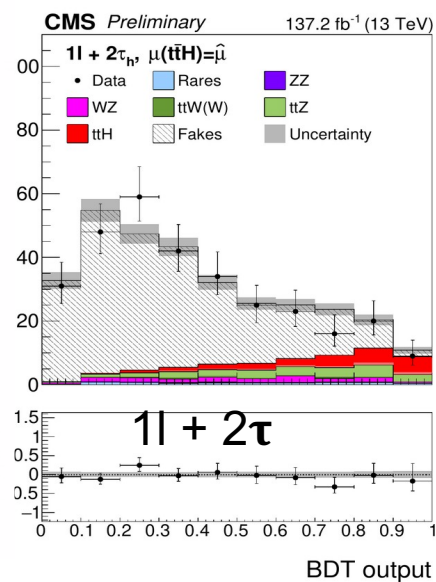 CMS Preliminary 137.2 fb⁻¹ (13 TeV)
1l + 2τh, μ(tt̄H)=μ̂
Data Rares ZZ
WZ ttW(W) ttZ
ttH Fakes Uncertainty
00
60
40
20
0
1l + 2τ
1.5
1
0.5
0
0.5
−1
0 0.1 0.2 0.3 0.4 0.5 0.6 0.7 0.8 0.9 1
BDT output